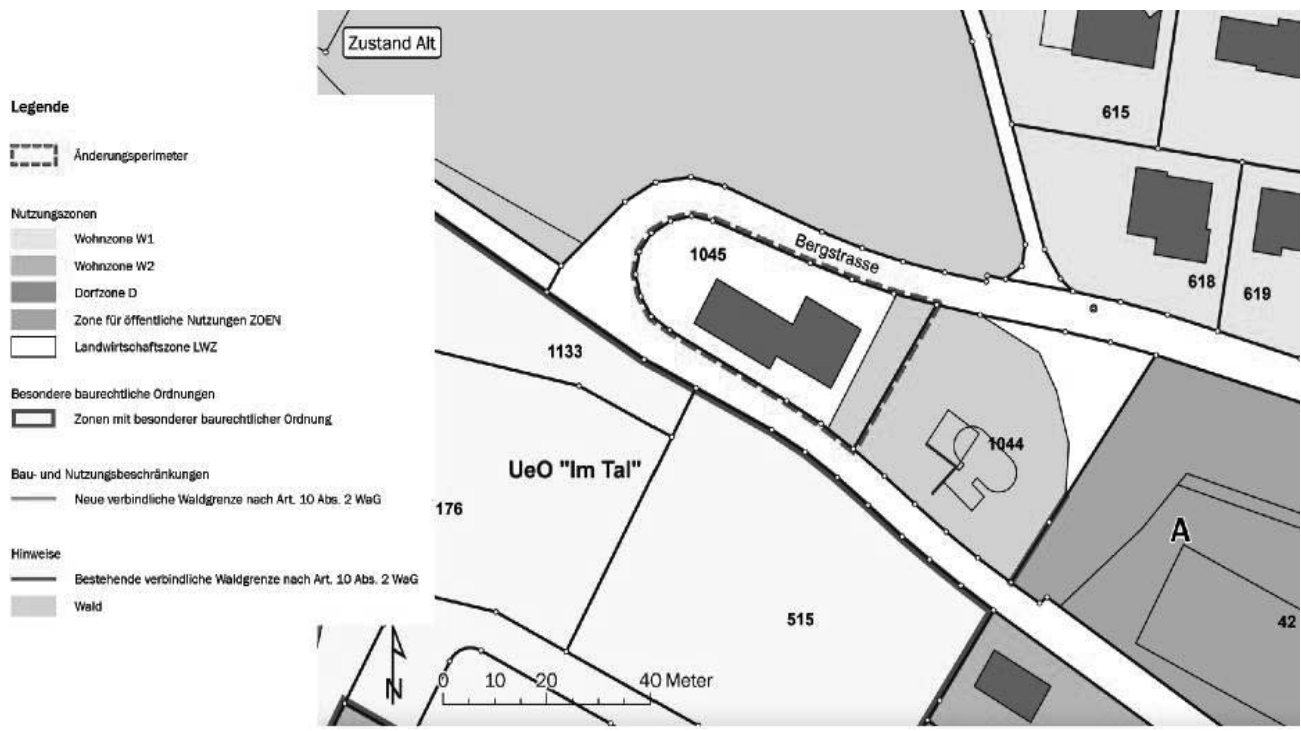 Zustand Alt
Legende
Änderungsperimeter
Nutzungszonen
Wohnzone W1
Wohnzone W2
Dorfzone D
Zone für öffentliche Nutzungen ZOEN
Landwirtschaftszone LWZ
Besondere baurechtliche Ordnungen
Zonen mit besonderer baurechtlicher Ordnung
Bau- und Nutzungsbeschränkungen
Neue verbindliche Waldgrenze nach Art. 10 Abs. 2 WaG
Hinweise
Bestehende verbindliche Waldgrenze nach Art. 10 Abs. 2 WaG
Wald
615
Bergstrasse
1045
618
619
1133
1044
UeO "Im Tal"
176
A
515
42
N
0 10 20 40 Meter